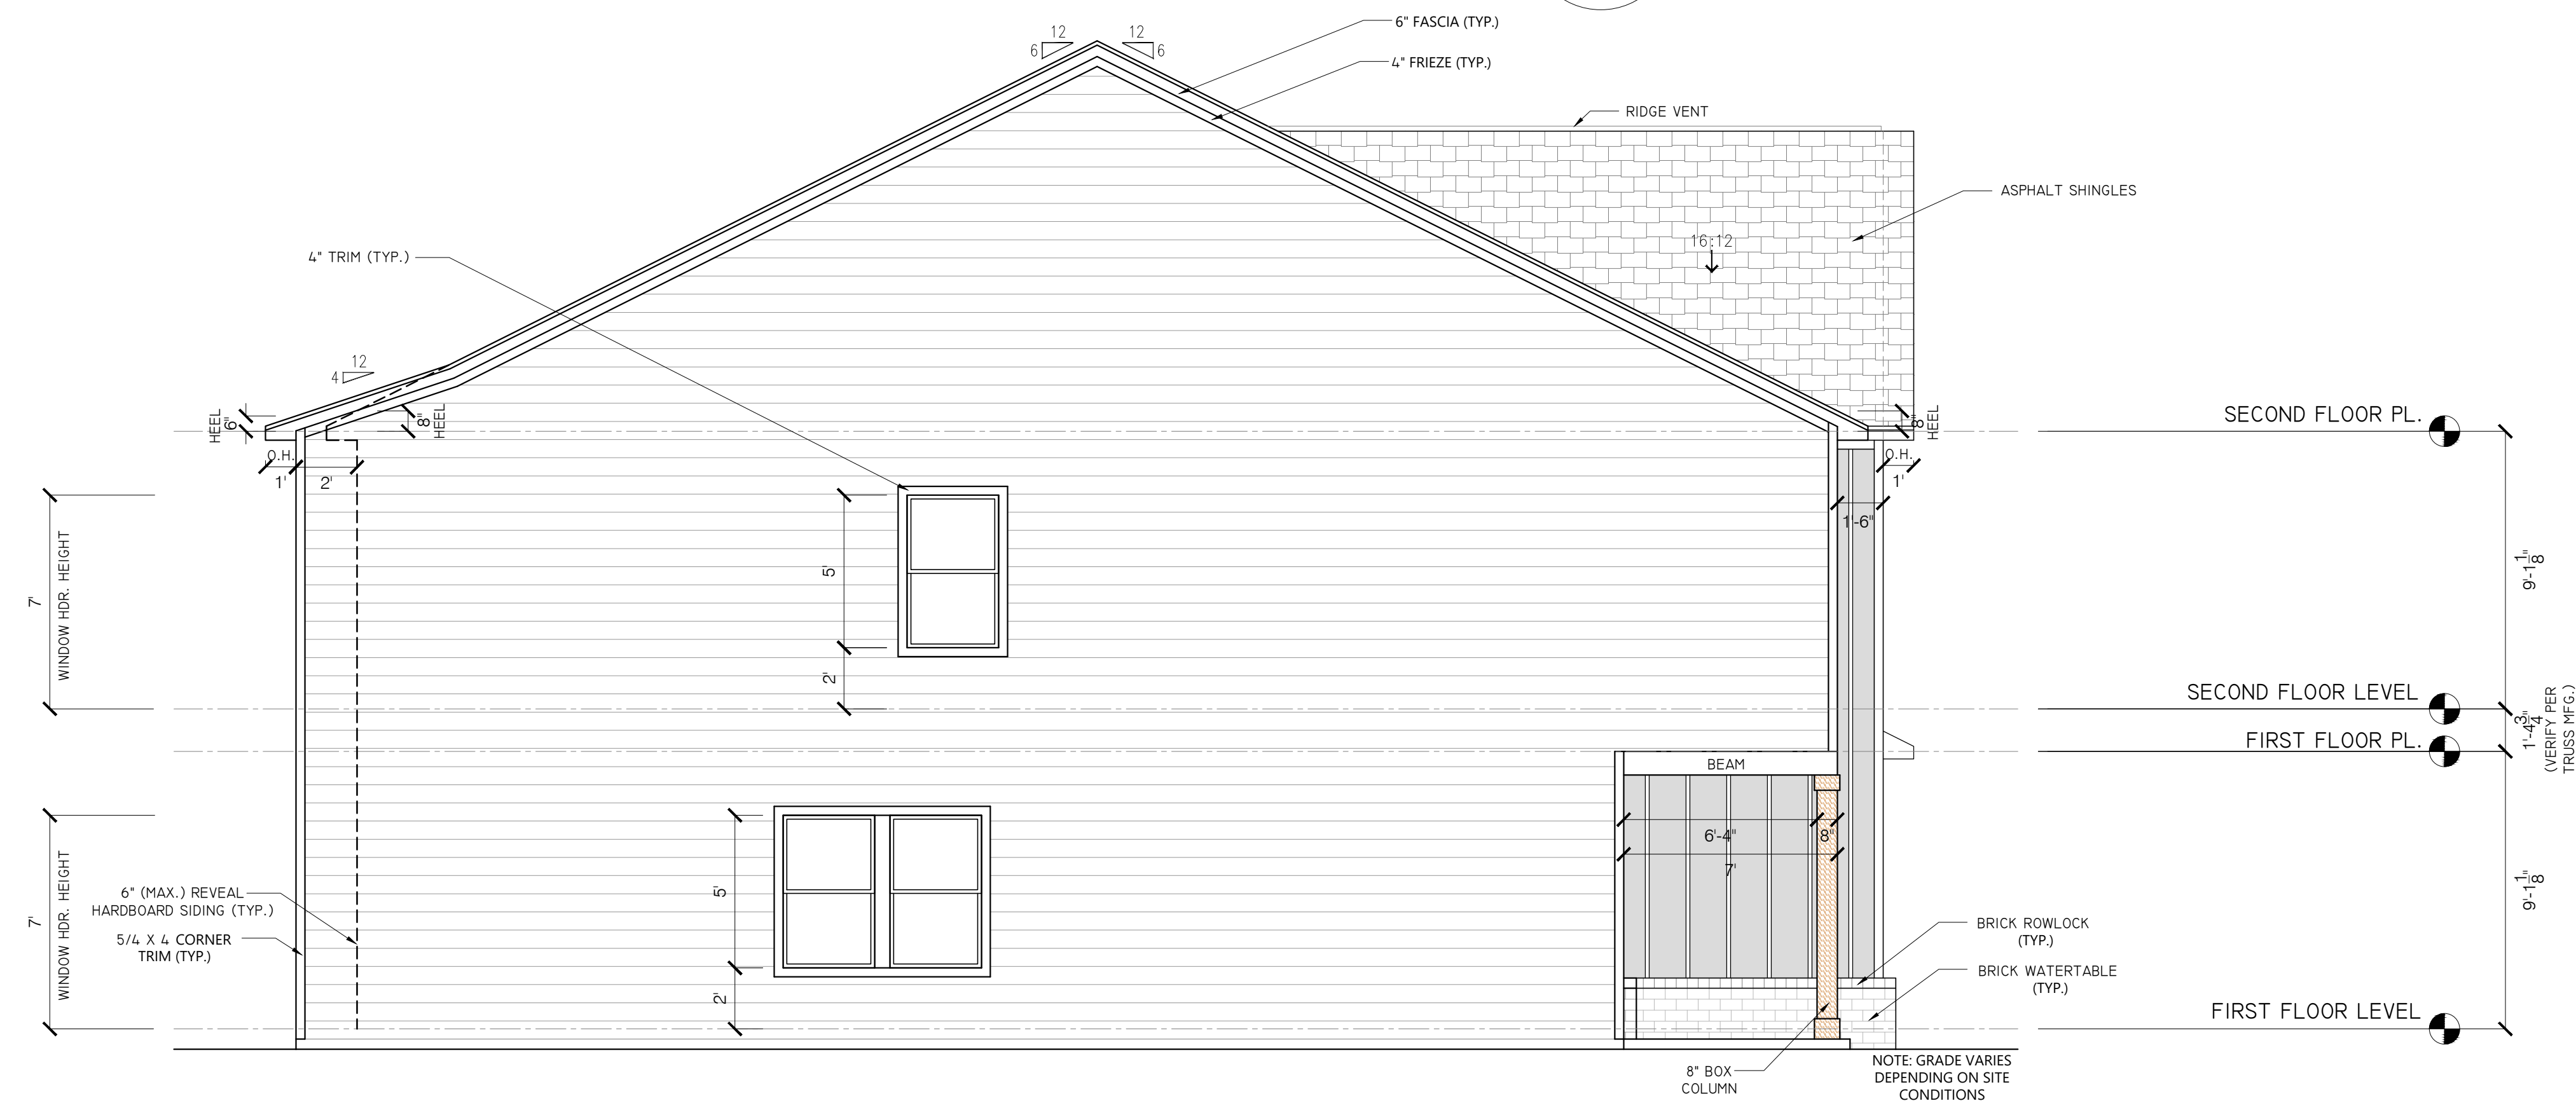 6" FASCIA (TYP.)
4" FRIEZE (TYP.)
12
6
12
6
RIDGE VENT
ASPHALT SHINGLES
16:12
4" TRIM (TYP.)
12
4
HEEL
6"
8"
HEEL
8"
HEEL
O.H.
1'
2'
O.H.
1'
1'-6"
SECOND FLOOR PL.
9'-1 1/8"
SECOND FLOOR LEVEL
1'-4 3/4"
(VERIFY PER
TRUSS MFG.)
FIRST FLOOR PL.
9'-1 1/8"
FIRST FLOOR LEVEL
7'
WINDOW HDR. HEIGHT
5'
2'
7'
WINDOW HDR. HEIGHT
5'
2'
BEAM
6'-4"
8"
7'
6" (MAX.) REVEAL
HARDBOARD SIDING (TYP.)
5/4 X 4 CORNER
TRIM (TYP.)
BRICK ROWLOCK
(TYP.)
BRICK WATERTABLE
(TYP.)
8" BOX
COLUMN
NOTE: GRADE VARIES
DEPENDING ON SITE
CONDITIONS